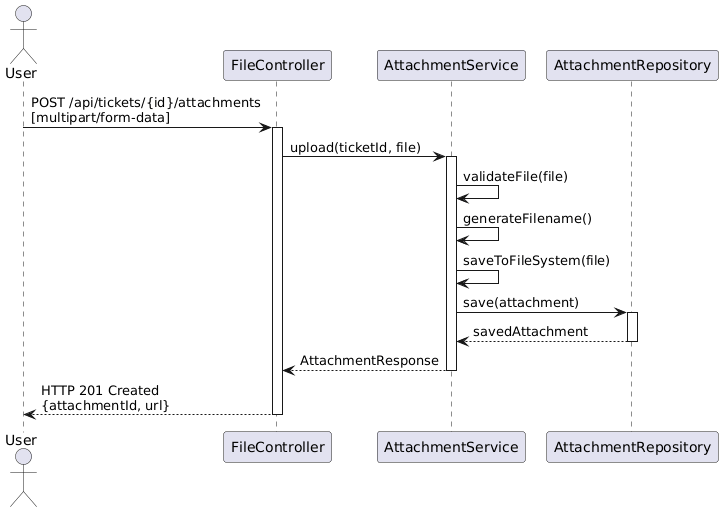 User
FileController
AttachmentService
AttachmentRepository
POST /api/tickets/{id}/attachments
[multipart/form-data]
upload(ticketId, file)
validateFile(file)
generateFilename()
saveToFileSystem(file)
save(attachment)
savedAttachment
AttachmentResponse
HTTP 201 Created
{attachmentId, url}
User
FileController
AttachmentService
AttachmentRepository